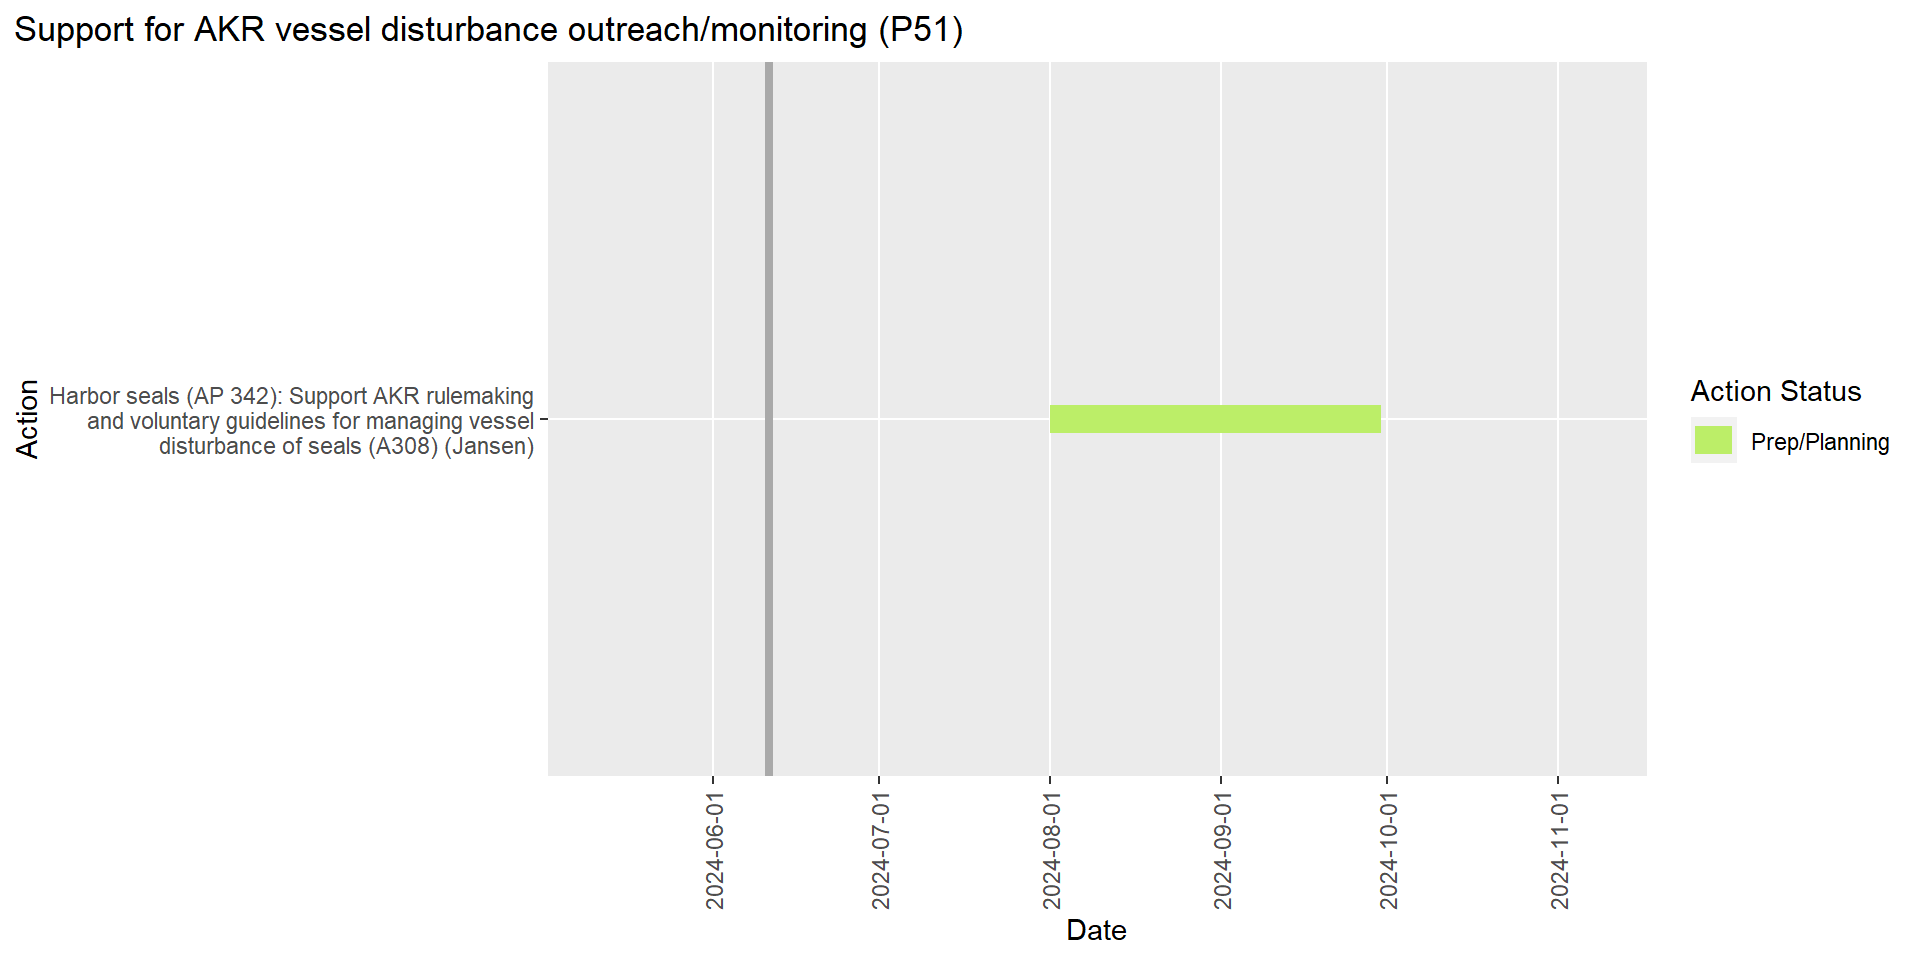 Support for AKR vessel disturbance outreach/monitoring (P51)
Action
Harbor seals (AP 342): Support AKR rulemaking
and voluntary guidelines for managing vessel
disturbance of seals (A308) (Jansen)
Action Status
Prep/Planning
2024-06-01
2024-07-01
2024-08-01
2024-09-01
2024-10-01
2024-11-01
Date